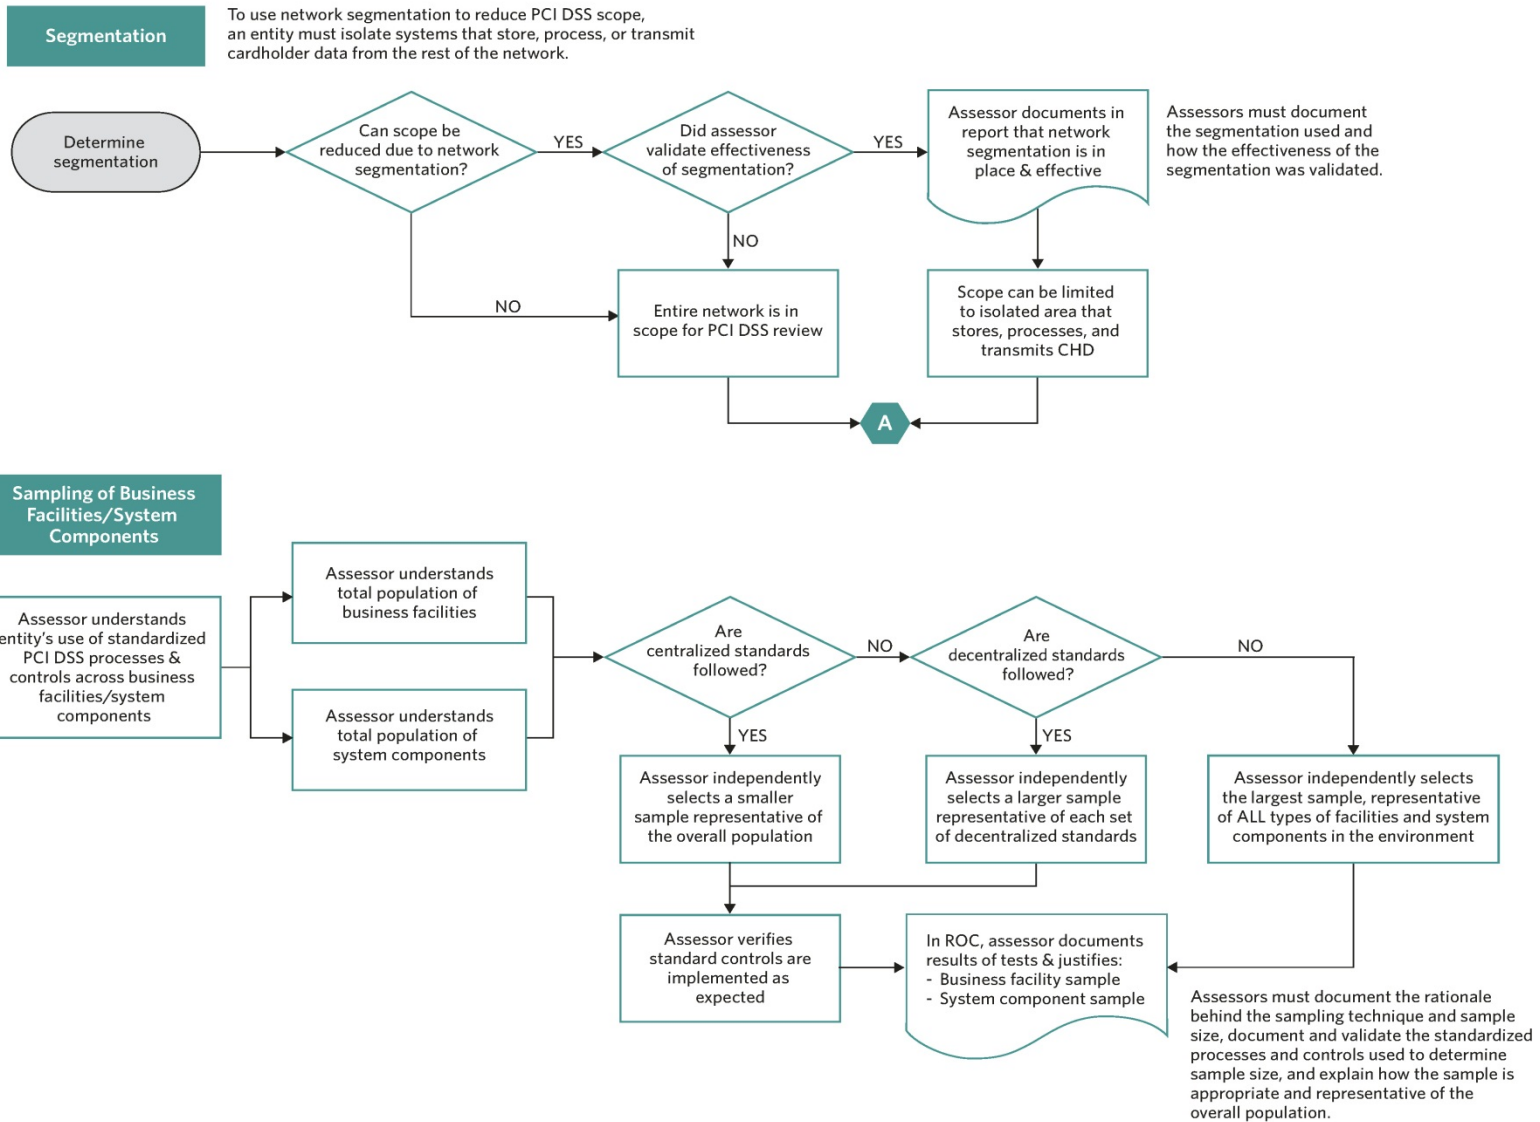 Segmentation
To use network segmentation to reduce PCI DSS scope,
an entity must isolate systems that store, process, or transmit
cardholder data from the rest of the network.
Determine
segmentation
Can scope be
reduced due to network
segmentation?
YES
Did assessor
validate effectiveness
of segmentation?
YES
Assessor documents in
report that network
segmentation is in
place & effective
Assessors must document
the segmentation used and
how the effectiveness of the
segmentation was validated.
NO
NO
Entire network is in
scope for PCI DSS review
Scope can be limited
to isolated area that
stores, processes, and
transmits CHD
A
Sampling of Business
Facilities/System
Components
Assessor understands
entity's use of standardized
PCI DSS processes &
controls across business
facilities/system
components
Assessor understands
total population of
business facilities
Assessor understands
total population of
system components
Are
centralized standards
followed?
NO
Are
decentralized standards
followed?
NO
YES
YES
Assessor independently
selects a smaller
sample representative of
the overall population
Assessor independently
selects a larger sample
representative of each set
of decentralized standards
Assessor independently selects
the largest sample, representative
of ALL types of facilities and system
components in the environment
Assessor verifies
standard controls are
implemented as
expected
In ROC, assessor documents
results of tests & justifies:
- Business facility sample
- System component sample
Assessors must document the rationale
behind the sampling technique and sample
size, document and validate the standardized
processes and controls used to determine
sample size, and explain how the sample is
appropriate and representative of the
overall population.